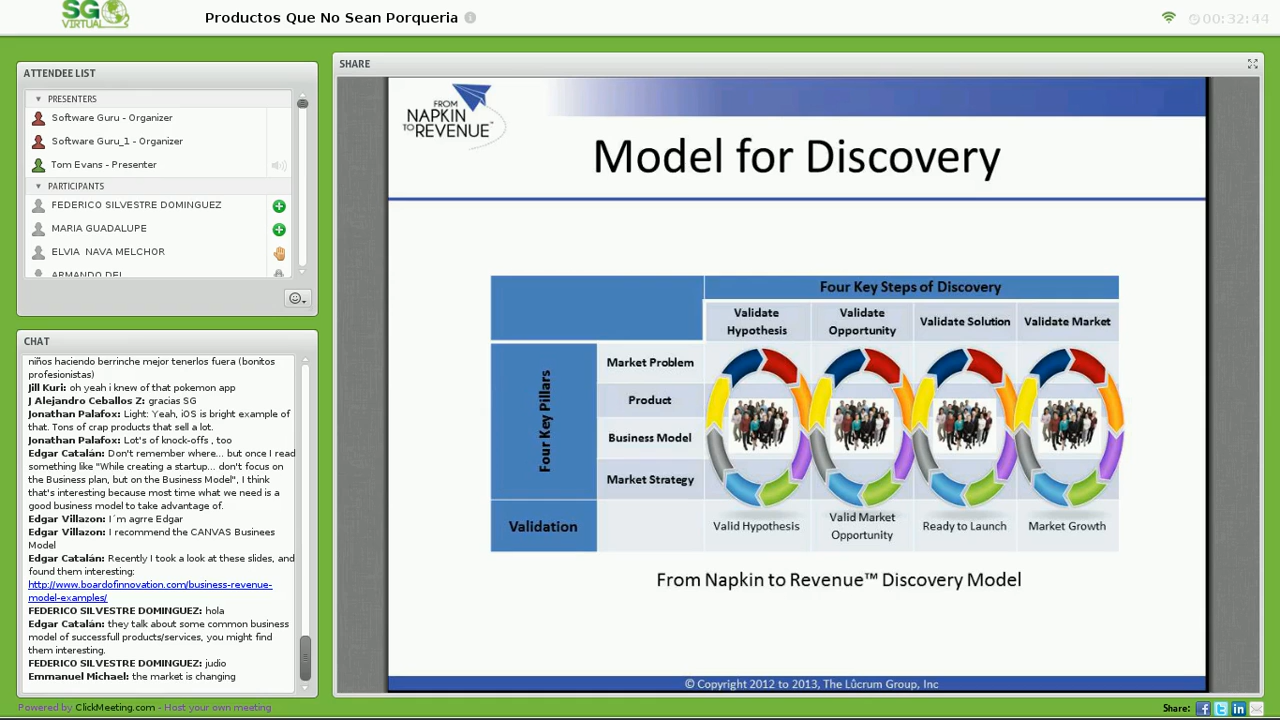 SG
VIRTUAL
Productos Que No Sean Porqueria
00:32:44
ATTENDEE LIST
PRESENTERS
Software Guru - Organizer
Software Guru_1 - Organizer
Tom Evans - Presenter
PARTICIPANTS
FEDERICO SILVESTRE DOMINGUEZ
MARIA GUADALUPE
ELVIA NAVA MELCHOR
ARMANDO DEL
CHAT
niños haciendo berrinche mejor tenerlos fuera (bonitos
profesionistas)
Jill Kuri: oh yeah i knew of that pokemon app
J Alejandro Ceballos Z: gracias SG
Jonathan Palafox: Light: Yeah, iOS is bright example of
that. Tons of crap products that sell a lot.
Jonathan Palafox: Lot's of knock-offs , too
Edgar Catalán: Don't remember where... but once I read
something like "While creating a startup... don't focus on
the Business plan, but on the Business Model", I think
that's interesting because most time what we need is a
good business model to take advantage of.
Edgar Villazon: I´m agrre Edgar
Edgar Villazon: I recommend the CANVAS Businees
Model
Edgar Catalán: Recently I took a look at these slides, and
found them interesting:
http://www.boardofinnovation.com/business-revenue-
model-examples/
FEDERICO SILVESTRE DOMINGUEZ: hola
Edgar Catalán: they talk about some common business
model of successfull products/services, you might find
them interesting.
FEDERICO SILVESTRE DOMINGUEZ: judio
Emmanuel Michael: the market is changing
SHARE
FROM
NAPKIN
TO REVENUE™
Model for Discovery
Four Key Steps of Discovery
Validate Hypothesis
Validate Opportunity
Validate Solution
Validate Market
Four Key Pillars
Market Problem
Product
Business Model
Market Strategy
Validation
Valid Hypothesis
Valid Market Opportunity
Ready to Launch
Market Growth
From Napkin to Revenue™ Discovery Model
© Copyright 2012 to 2013, The Lûcrum Group, Inc
Powered by ClickMeeting.com - Host your own meeting
Share: